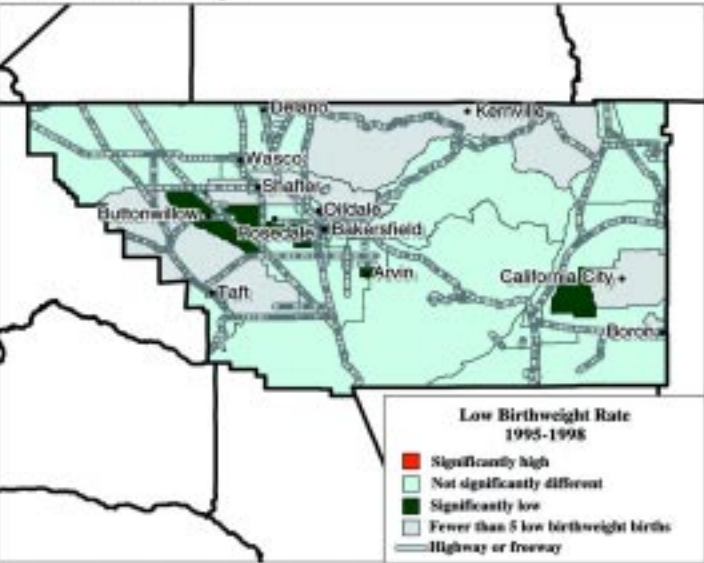 Delano
Kernville
Wasco
Shafter
Buttonwillow
Oildale
Rosedale
Bakersfield
Arvin
California City
Taft
Boron
Low Birthweight Rate
1995-1998
Significantly high
Not significantly different
Significantly low
Fewer than 5 low birthweight births
Highway or freeway